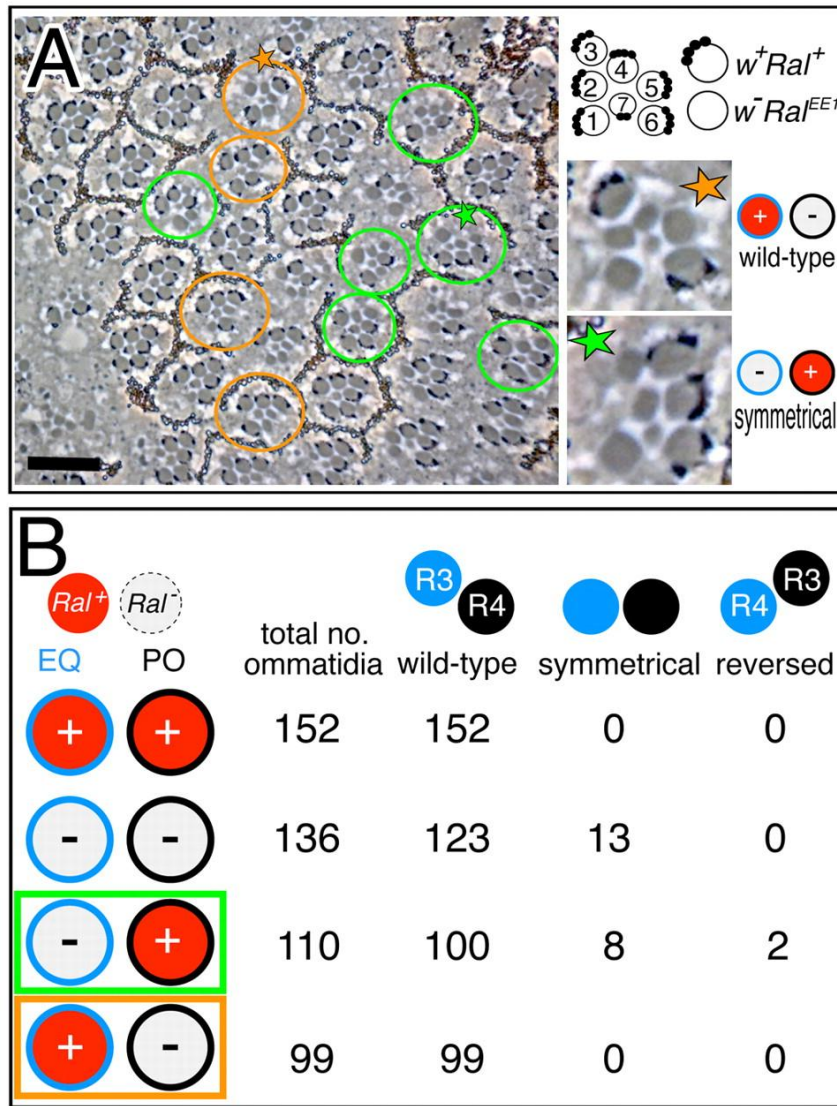 A
3
4
2
5
7
1
6
w⁺Ral⁺
w⁻Ralᴱᴱ¹
+ -
wild-type
- +
symmetrical
B
Ral⁺ Ral⁻
EQ PO
total no.
ommatidia
R3
R4
wild-type
symmetrical
R3
R4
reversed
+ + 152 152 0 0
- - 136 123 13 0
- + 110 100 8 2
+ - 99 99 0 0